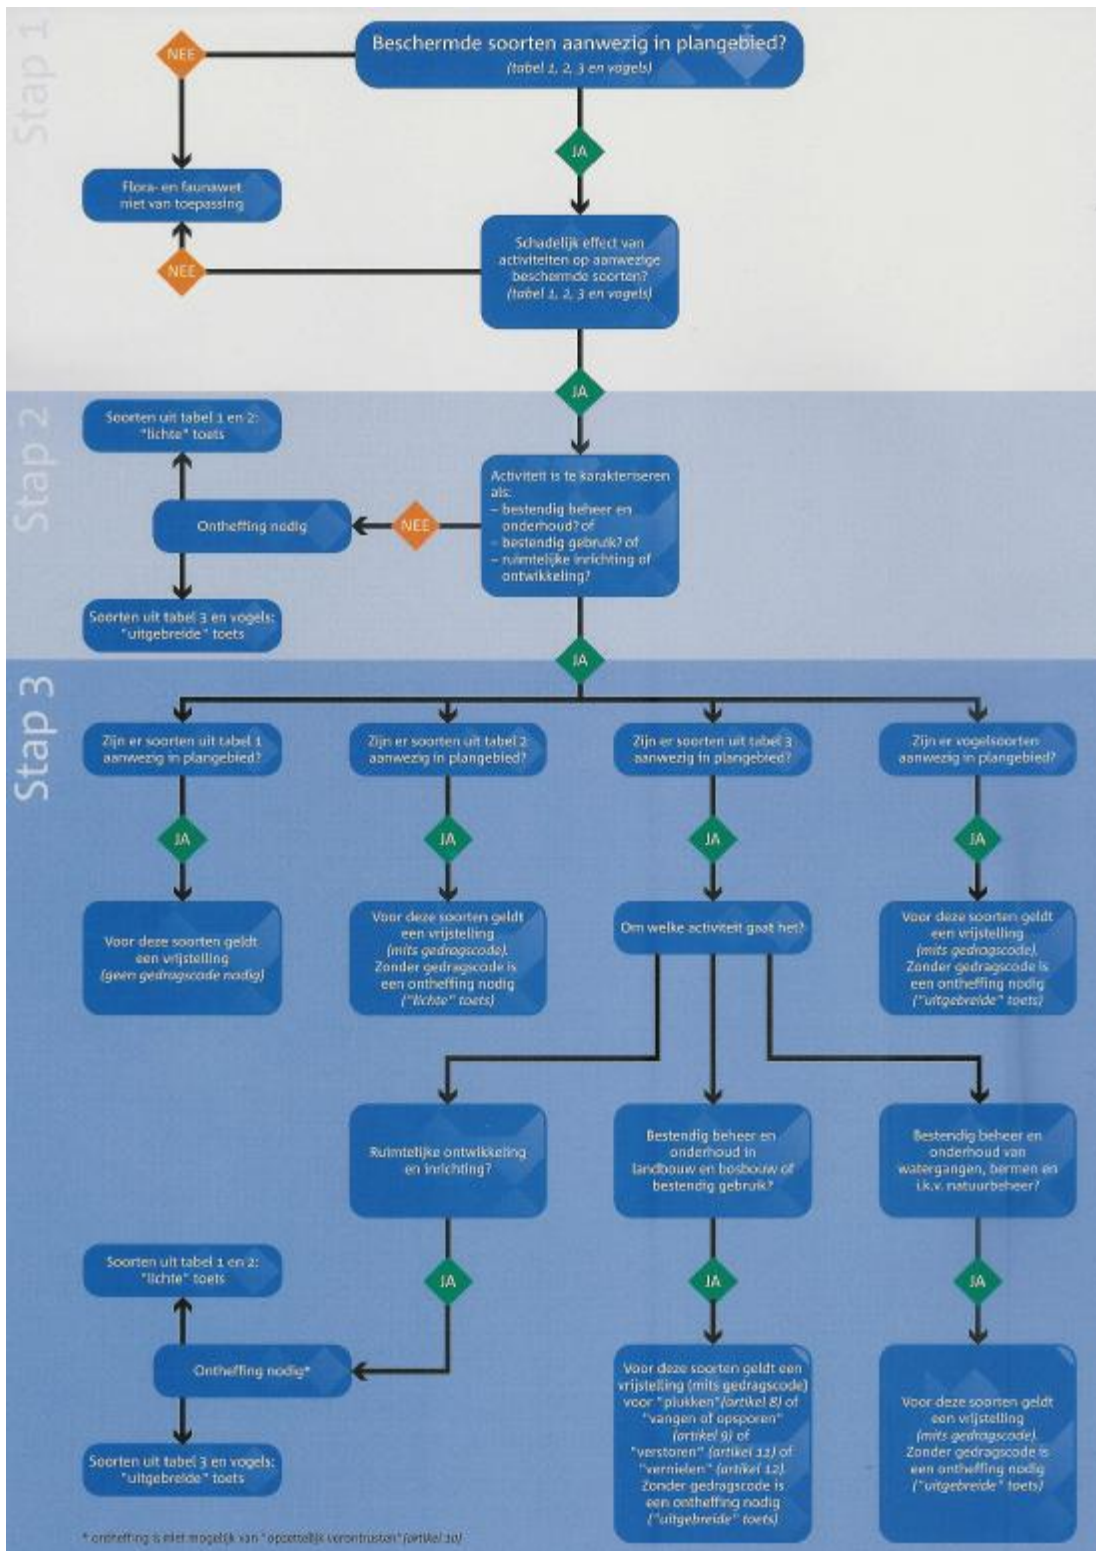 Stap 1
Beschermde soorten aanwezig in plangebied?
(tabel 1, 2, 3 en vogels)
NEE
JA
Flora- en faunawet
niet van toepassing
Schadelijk effect van
activiteiten op aanwezige
beschermde soorten?
(tabel 1, 2, 3 en vogels)
NEE
JA
Stap 2
Soorten uit tabel 1 en 2:
"lichte" toets
Activiteit is te karakteriseren
als:
– bestendig beheer en
onderhoud? of
– bestendig gebruik? of
– ruimtelijke inrichting of
ontwikkeling?
NEE
Ontheffing nodig
Soorten uit tabel 3 en vogels:
"uitgebreide" toets
JA
Stap 3
Zijn er soorten uit tabel 1
aanwezig in plangebied?
Zijn er soorten uit tabel 2
aanwezig in plangebied?
Zijn er soorten uit tabel 3
aanwezig in plangebied?
Zijn er vogelsoorten
aanwezig in plangebied?
JA
JA
JA
JA
Voor deze soorten geldt
een vrijstelling
(geen gedragscode nodig)
Voor deze soorten geldt
een vrijstelling
(mits gedragscode).
Zonder gedragscode is
een ontheffing nodig
("lichte" toets)
Om welke activiteit gaat het?
Voor deze soorten geldt
een vrijstelling
(mits gedragscode).
Zonder gedragscode is
een ontheffing nodig
("uitgebreide" toets)
Ruimtelijke ontwikkeling
en inrichting?
Bestendig beheer en
onderhoud in
landbouw en bosbouw of
bestendig gebruik?
Bestendig beheer en
onderhoud van
watergangen, bermen en
i.k.v. natuurbeheer?
JA
JA
JA
Soorten uit tabel 1 en 2:
"lichte" toets
Ontheffing nodig*
Soorten uit tabel 3 en vogels:
"uitgebreide" toets
Voor deze soorten geldt een
vrijstelling (mits gedragscode)
voor "plukken" (artikel 8) of
"vangen of opsporen"
(artikel 9) of
"verstoren" (artikel 11) of
"vernielen" (artikel 12).
Zonder gedragscode is
een ontheffing nodig
("uitgebreide" toets)
Voor deze soorten geldt
een vrijstelling
(mits gedragscode).
Zonder gedragscode is
een ontheffing nodig
("uitgebreide" toets)
* ontheffing is niet mogelijk van "opzettelijk verontrusten" (artikel 10)